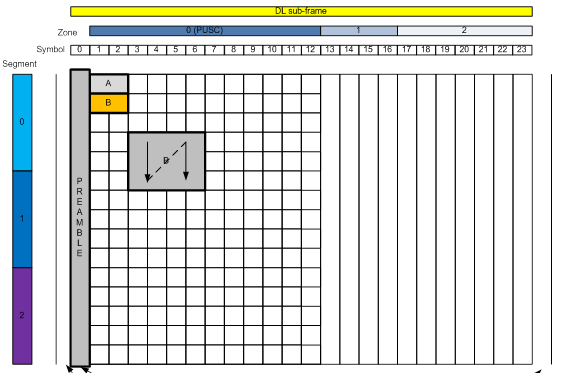 DL sub-frame
Zone 0 (PUSC) 1 2
Symbol 0 1 2 3 4 5 6 7 8 9 10 11 12 13 14 15 16 17 18 19 20 21 22 23
Segment
A
B
0
P
R
E
A
M
B
L
E
1
2